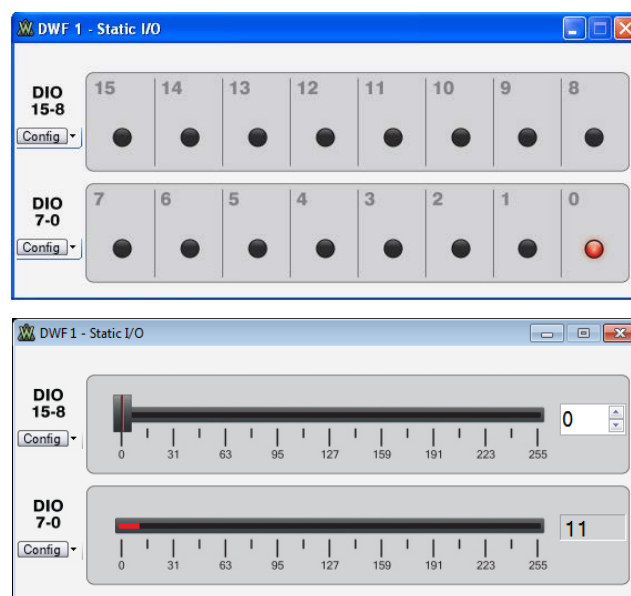 DWF 1 - Static I/O
DIO
15-8
Config
15 14 13 12 11 10 9 8
DIO
7-0
Config
7 6 5 4 3 2 1 0
DWF 1 - Static I/O
DIO
15-8
Config
0
0 31 63 95 127 159 191 223 255
DIO
7-0
Config
11
0 31 63 95 127 159 191 223 255